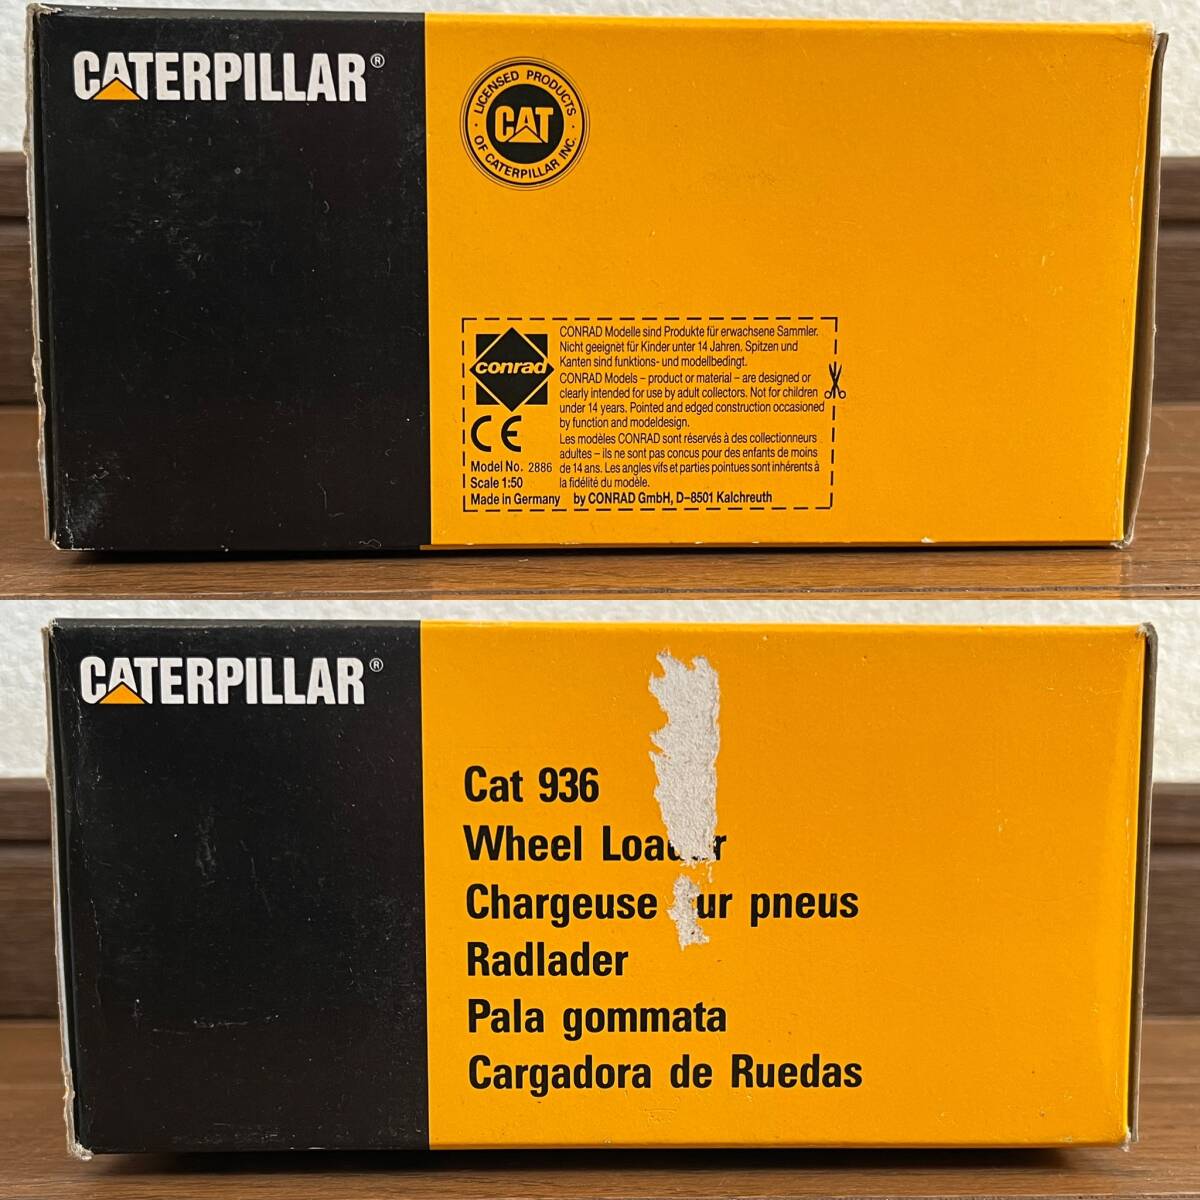 CATERPILLAR®
LICENSED PRODUCTS
CAT
OF CATERPILLAR INC.
CONRAD Modelle sind Produkte für erwachsene Sammler.
Nicht geeignet für Kinder unter 14 Jahren. Spitzen und
Kanten sind funktions- und modellbedingt.
CONRAD Models – product or material – are designed or
clearly intended for use by adult collectors. Not for children
under 14 years. Pointed and edged construction occasioned
by function and modeldesign.
Les modèles CONRAD sont réservés à des collectionneurs
adultes – ils ne sont pas concus pour des enfants de moins
de 14 ans. Les angles vifs et parties pointues sont inhérents à
la fidélité du modèle.
conrad
CE
Model No. 2886
Scale 1:50
Made in Germany by CONRAD GmbH, D–8501 Kalchreuth
CATERPILLAR®
Cat 936
Wheel Loader
Chargeuse ur pneus
Radlader
Pala gommata
Cargadora de Ruedas